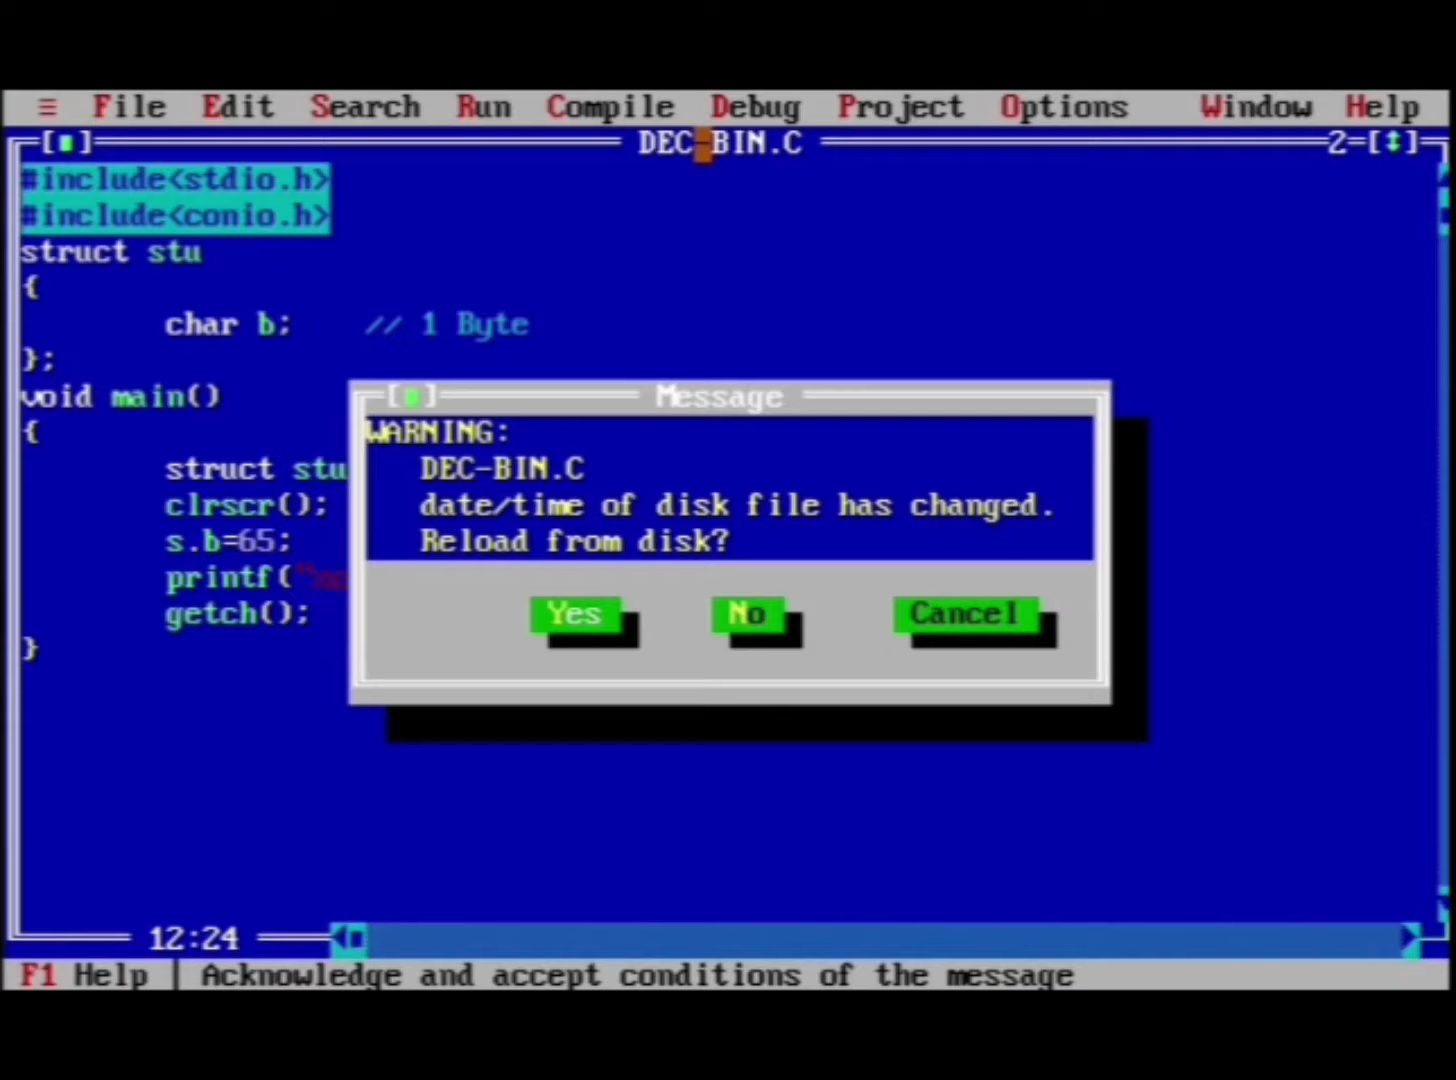 ≡ File Edit Search Run Compile Debug Project Options Window Help
[■] DEC-BIN.C 2=[↕]
#include<stdio.h>
#include<conio.h>
struct stu
{
char b; // 1 Byte
};
void main()
{
struct stu
clrscr();
s.b=65;
printf("%
getch();
}
[■] Message
WARNING:
DEC-BIN.C
date/time of disk file has changed.
Reload from disk?
Yes No Cancel
12:24
F1 Help | Acknowledge and accept conditions of the message